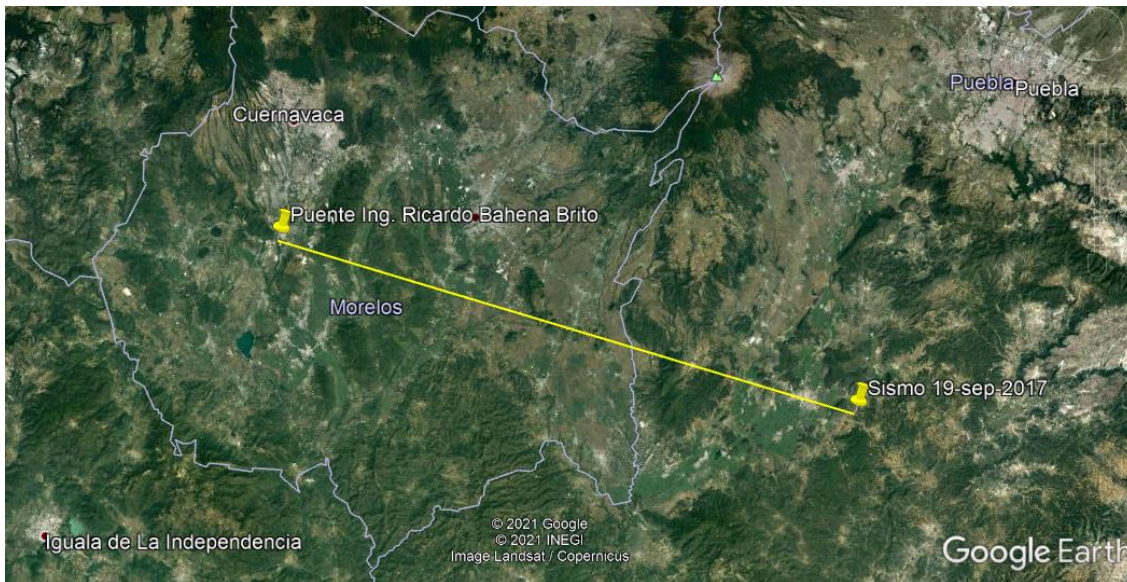 Cuernavaca
Puebla Puebla
Puente Ing. Ricardo Bahena Brito
Morelos
Sismo 19-sep-2017
Iguala de La Independencia
© 2021 Google
© 2021 INEGI
Image Landsat / Copernicus
Google Earth